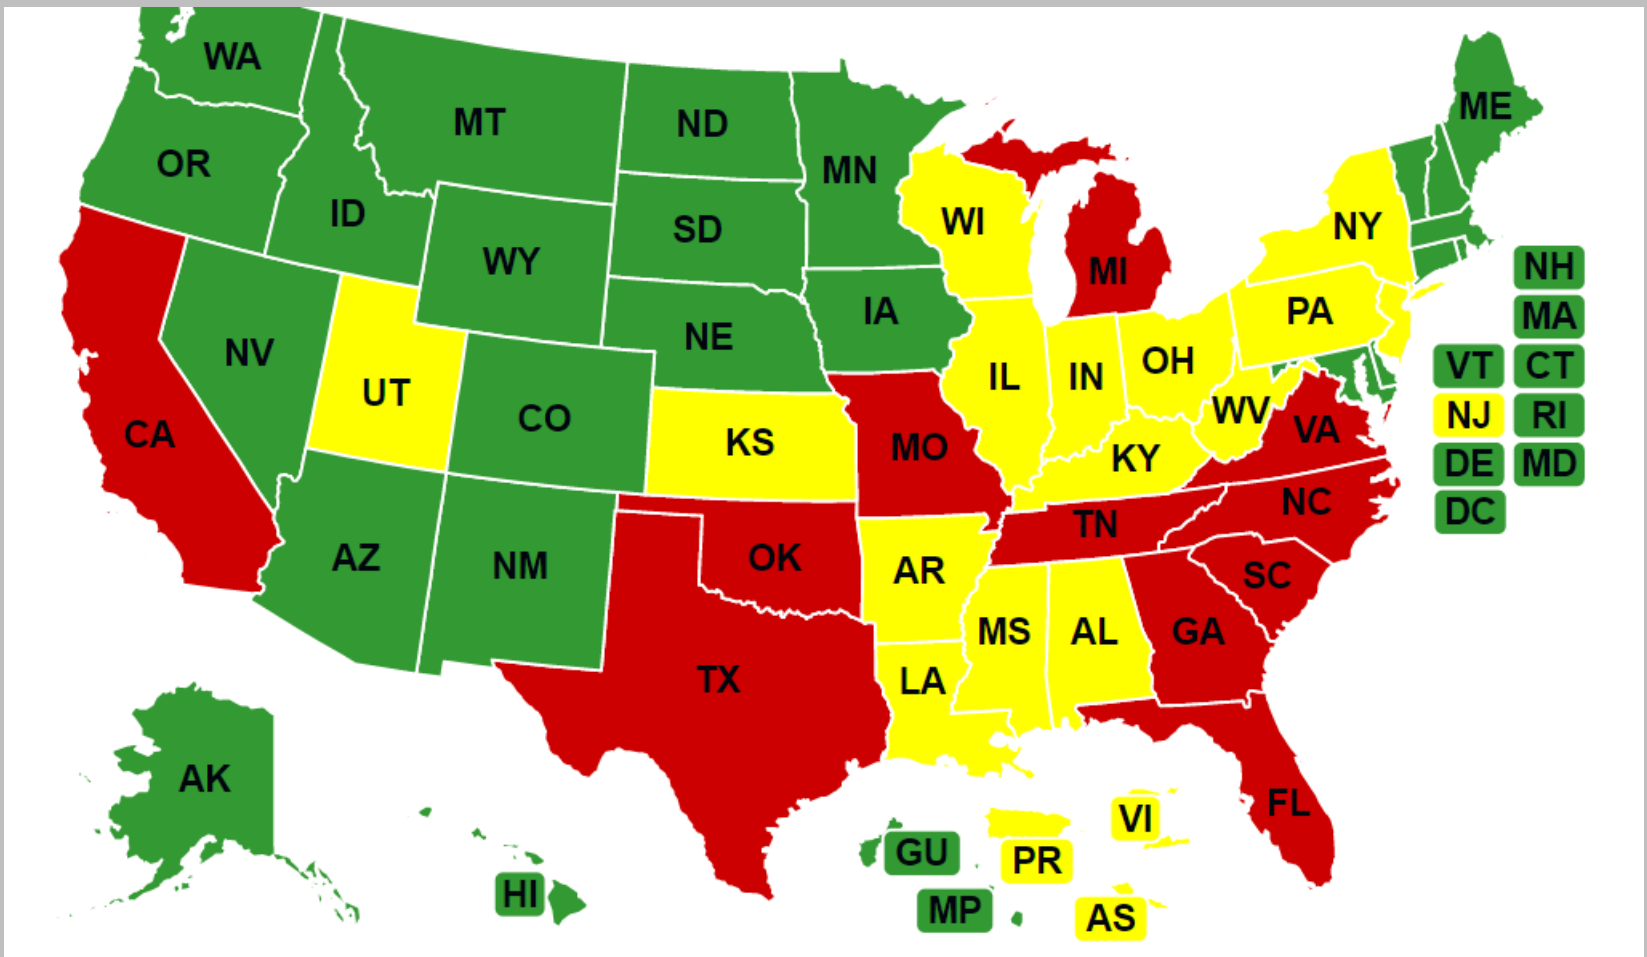 WA
MT
ND
MN
ME
OR
ID
SD
WI
NY
WY
MI
NH
IA
PA
MA
NV
NE
UT
IL
IN
OH
VT
CT
CO
KS
MO
KY
WV
VA
NJ
RI
CA
DE
MD
TN
NC
DC
AZ
NM
OK
AR
SC
MS
AL
GA
TX
LA
AK
FL
VI
GU
PR
HI
MP
AS